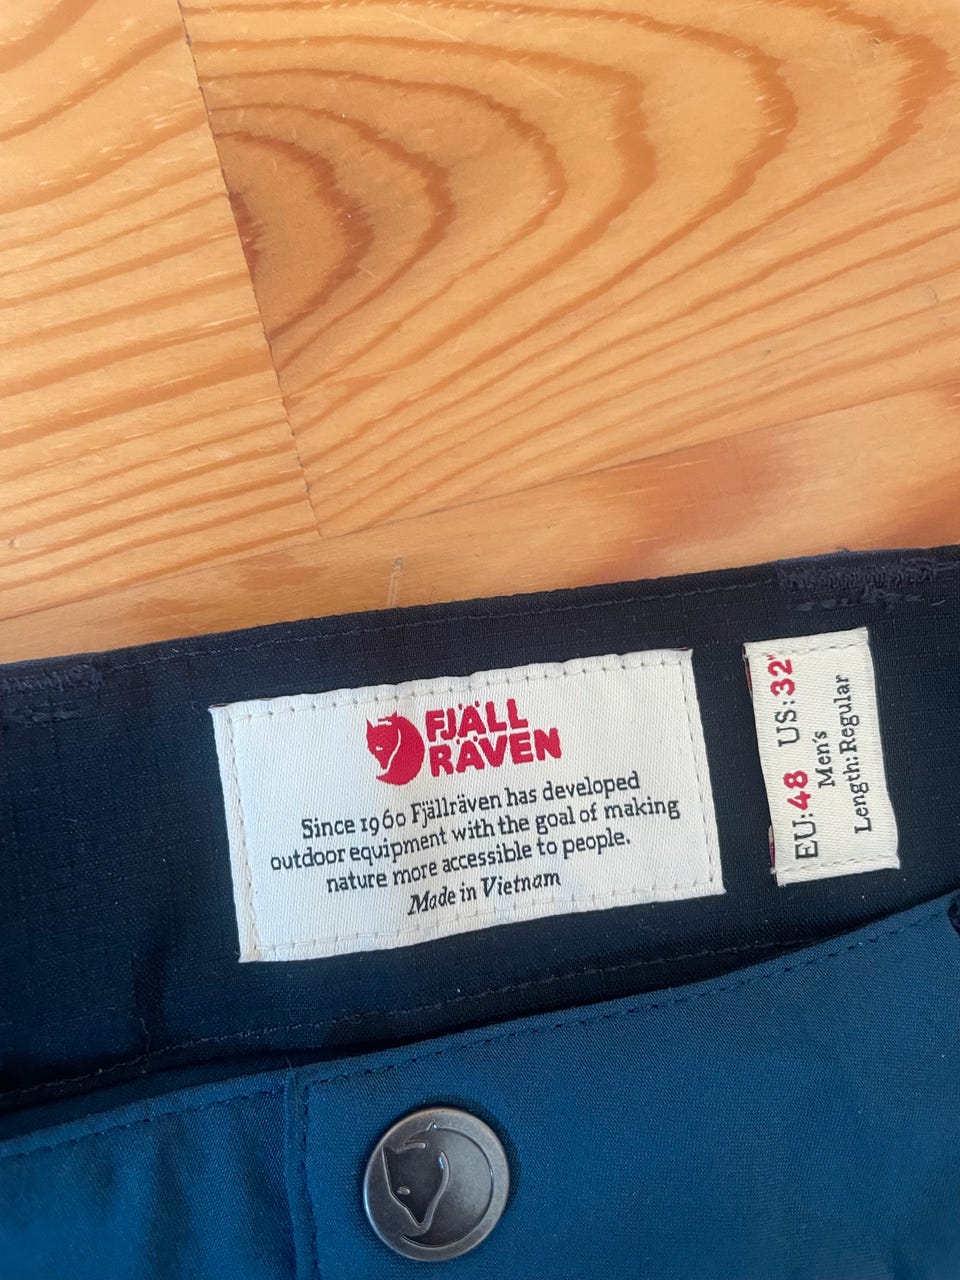 FJÄLL
RÄVEN
Since 1960 Fjällräven has developed
outdoor equipment with the goal of making
nature more accessible to people.
Made in Vietnam
EU:48 US:32"
Men's
Length: Regular